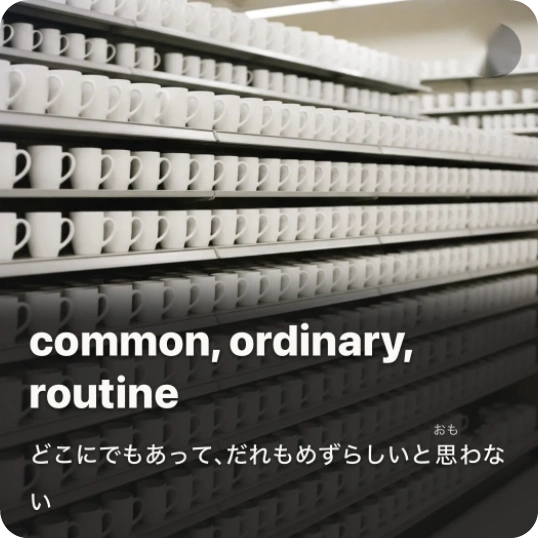 common, ordinary,
routine
おも
どこにでもあって、だれもめずらしいと思わな
い